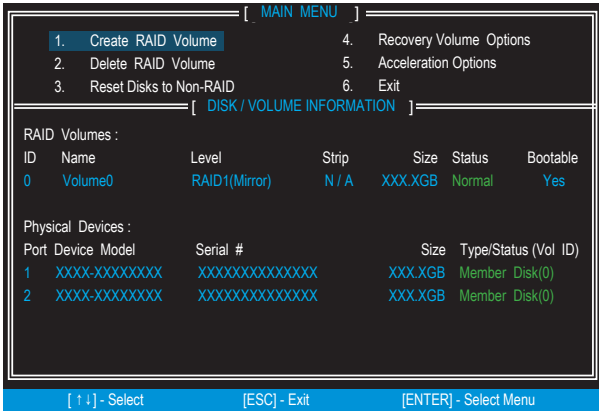 [ MAIN MENU ]
1. Create RAID Volume 4. Recovery Volume Options
2. Delete RAID Volume 5. Acceleration Options
3. Reset Disks to Non-RAID 6. Exit
[ DISK / VOLUME INFORMATION ]
RAID Volumes :
ID Name Level Strip Size Status Bootable
0 Volume0 RAID1(Mirror) N / A XXX.XGB Normal Yes
Physical Devices :
Port Device Model Serial # Size Type/Status (Vol ID)
1 XXXX-XXXXXXXX XXXXXXXXXXXXXX XXX.XGB Member Disk(0)
2 XXXX-XXXXXXXX XXXXXXXXXXXXXX XXX.XGB Member Disk(0)
[ ↑↓] - Select [ESC] - Exit [ENTER] - Select Menu